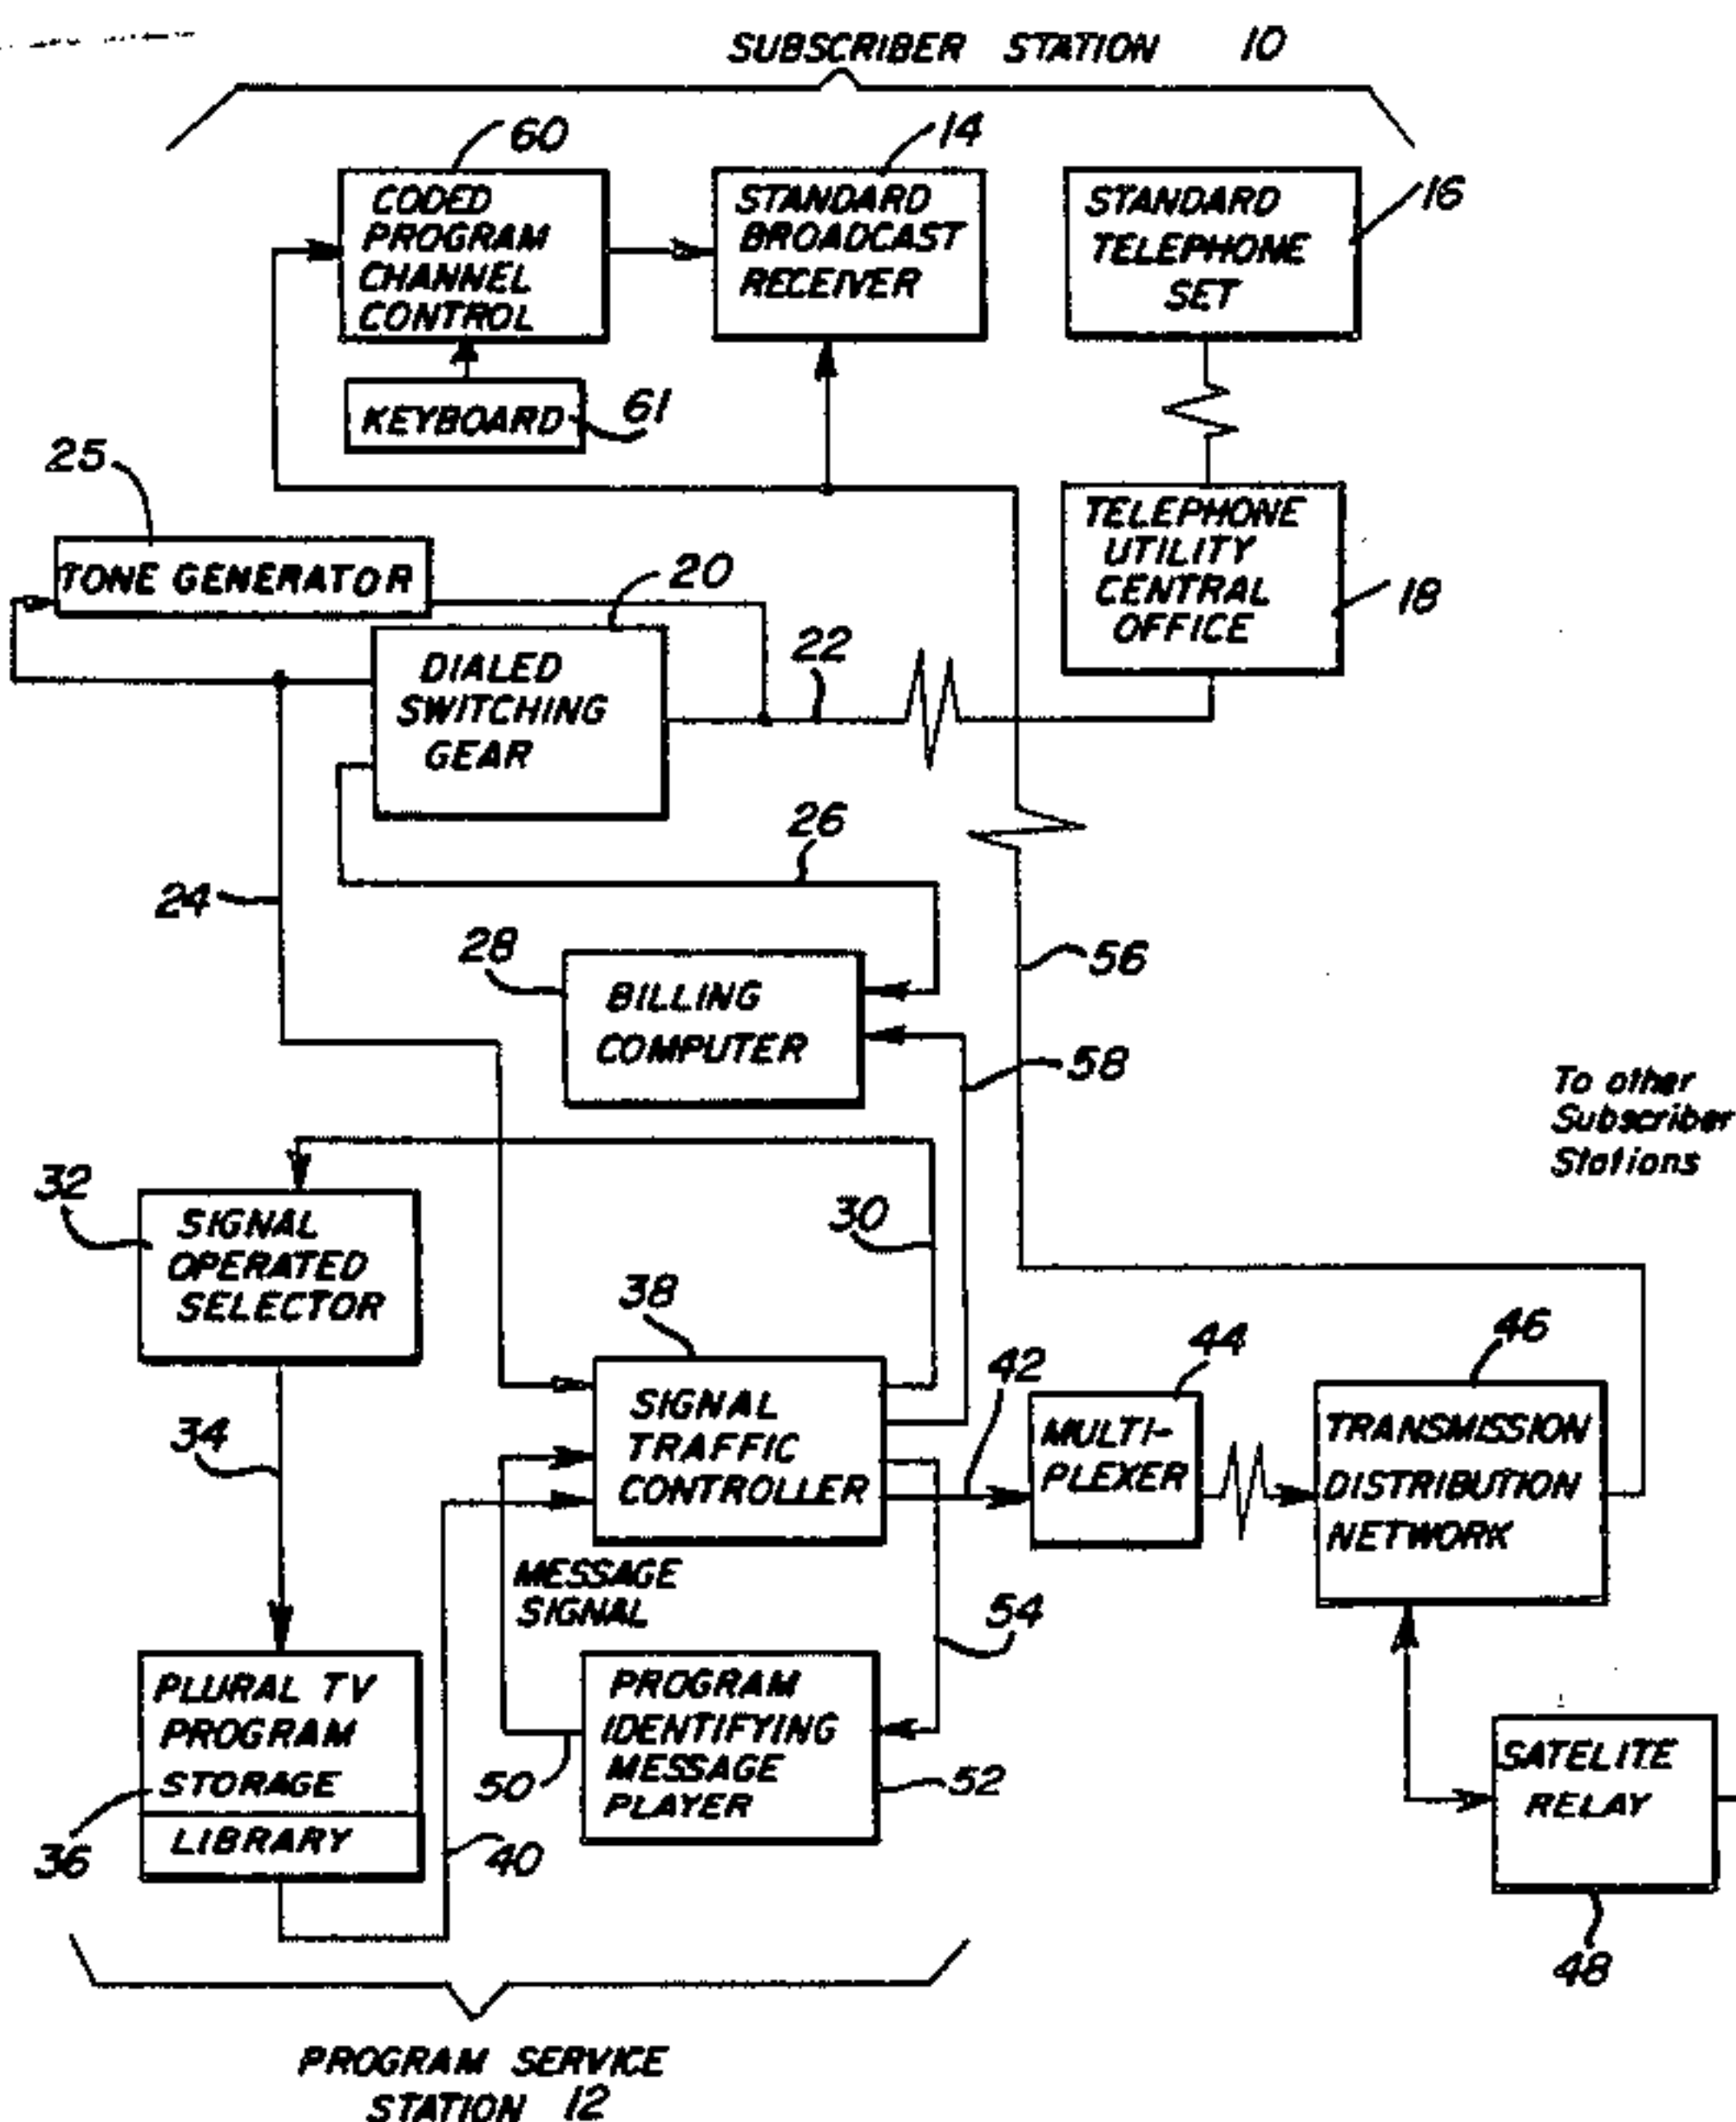 SUBSCRIBER STATION 10
60
CODED
PROGRAM
CHANNEL
CONTROL
14
STANDARD
BROADCAST
RECEIVER
16
STANDARD
TELEPHONE
SET
KEYBOARD
61
25
TONE GENERATOR
TELEPHONE
UTILITY
CENTRAL
OFFICE
18
20
DIALED
SWITCHING
GEAR
22
26
24
28
BILLING
COMPUTER
56
58
To other
Subscriber
Stations
32
SIGNAL
OPERATED
SELECTOR
30
38
SIGNAL
TRAFFIC
CONTROLLER
42
44
MULTI-
PLEXER
46
TRANSMISSION
DISTRIBUTION
NETWORK
34
MESSAGE
SIGNAL
54
PLURAL TV
PROGRAM
STORAGE
LIBRARY
36
40
50
PROGRAM
IDENTIFYING
MESSAGE
PLAYER
52
SATELITE
RELAY
48
PROGRAM SERVICE
STATION 12